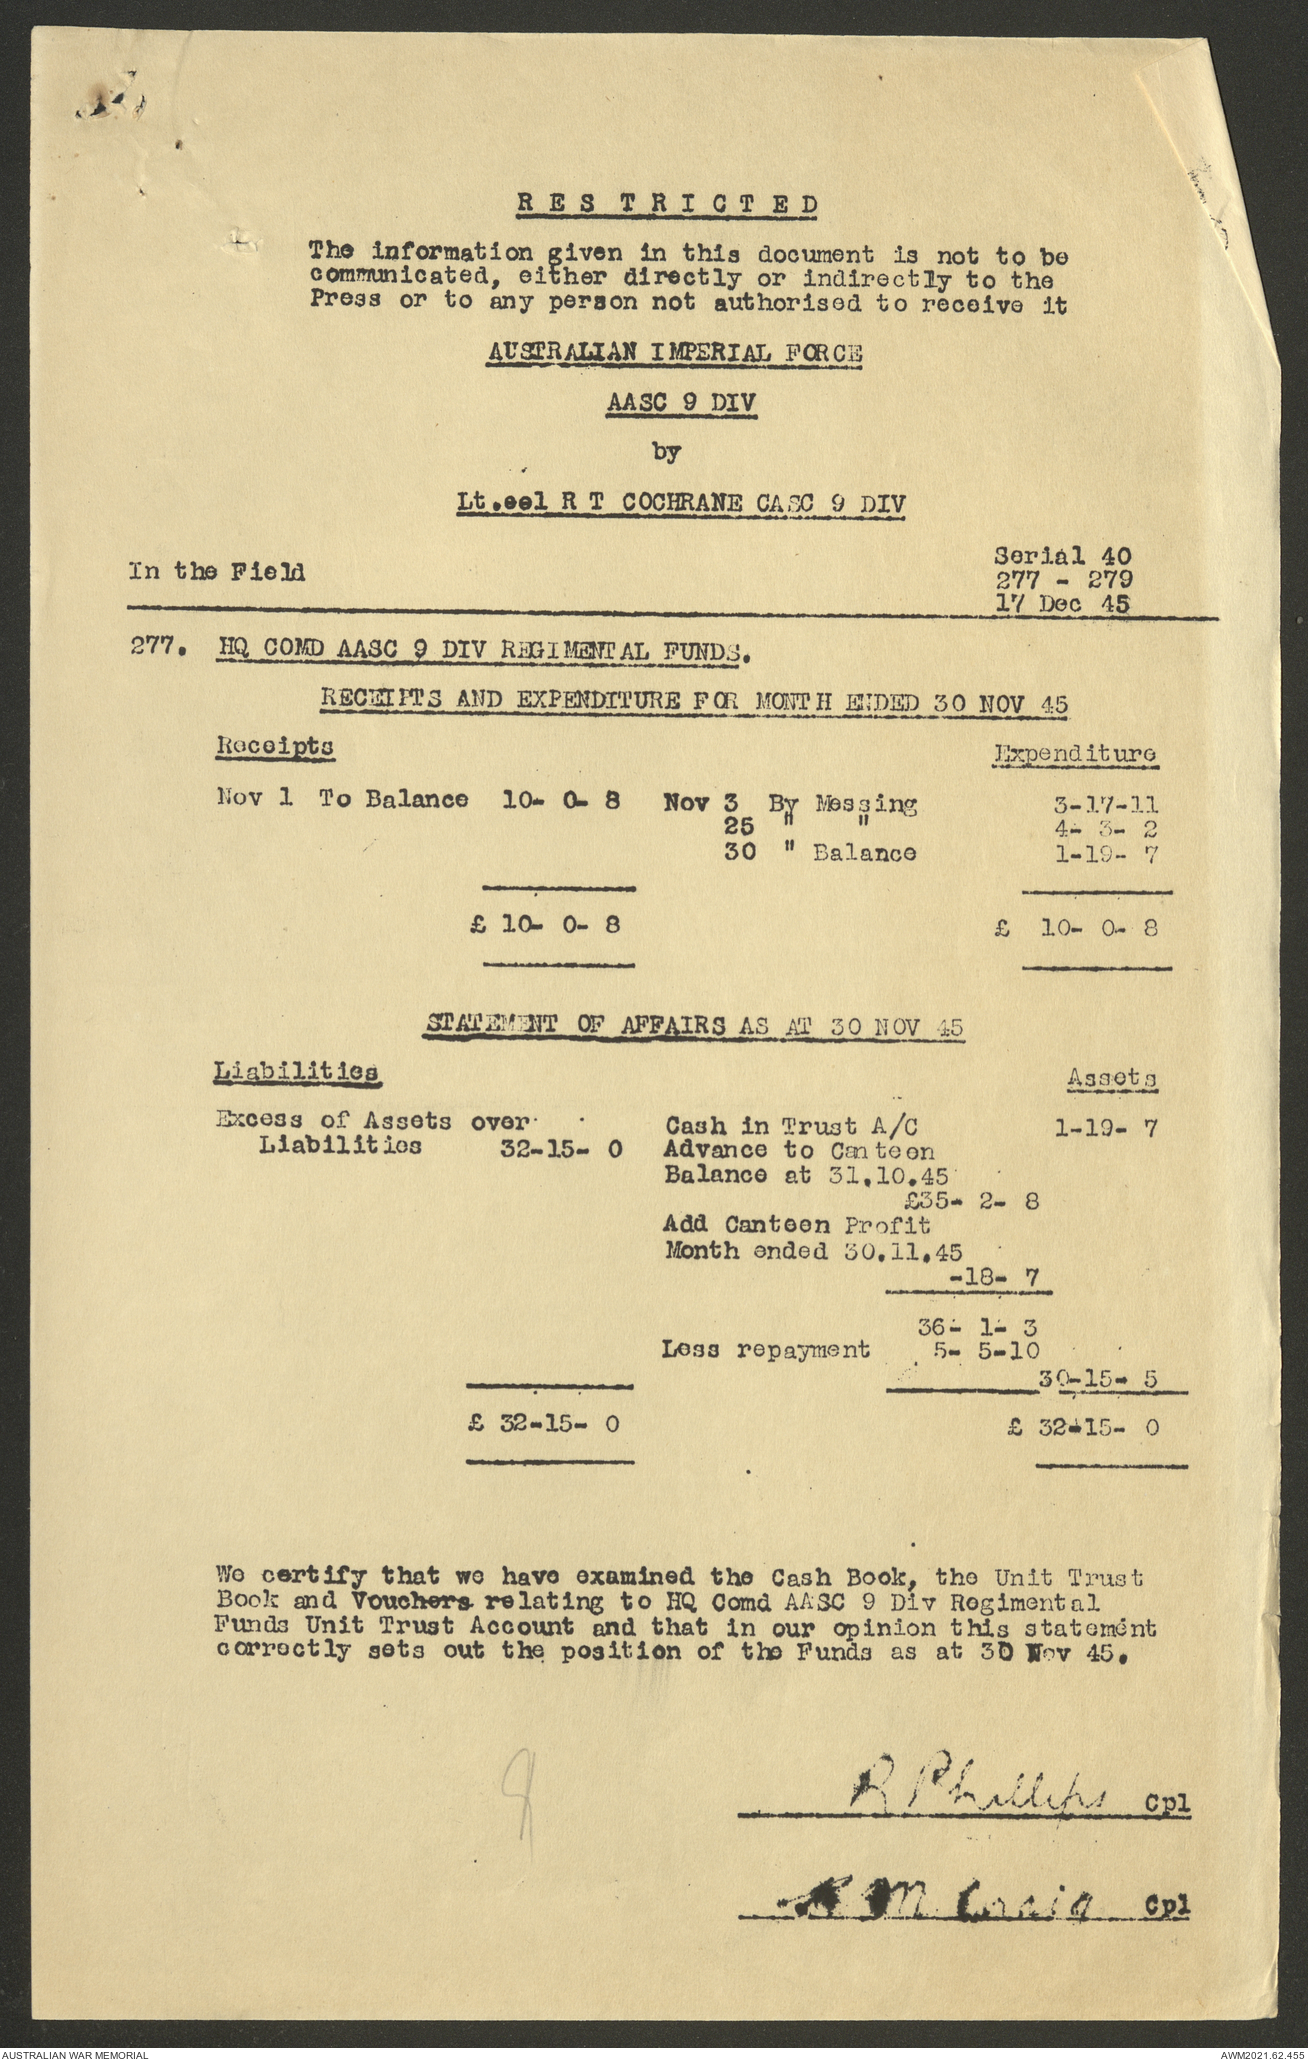 RESTRICTED
The information given in this document is not to be
communicated, either directly or indirectly to the
Press or to any person not authorised to receive it
AUSTRALIAN IMPERIAL FORCE
AASC 9 DIV
by
Lt.eel R T COCHRANE CASC 9 DIV
Serial 40
In the Field
277 - 279
17 Dec 45
277. HQ COMD AASC 9 DIV REGIMENTAL FUNDS.
RECEIPTS AND EXPENDITURE FOR MONTH ENDED 30 NOV 45
Receipts Expenditure
Nov 1 To Balance 10- 0- 8 Nov 3 By Messing 3-17-11
25 " " 4- 3- 2
30 " Balance 1-19- 7
£ 10- 0- 8 £ 10- 0- 8
STATEMENT OF AFFAIRS AS AT 30 NOV 45
Liabilities Assets
Excess of Assets over Cash in Trust A/C 1-19- 7
Liabilities 32-15- 0 Advance to Canteen
Balance at 31.10.45
£35- 2- 8
Add Canteen Profit
Month ended 30.11.45
-18- 7
36- 1- 3
Less repayment 5- 5-10
30-15- 5
£ 32-15- 0 £ 32-15- 0
We certify that we have examined the Cash Book, the Unit Trust
Book and Vouchers relating to HQ Comd AASC 9 Div Regimental
Funds Unit Trust Account and that in our opinion this statement
correctly sets out the position of the Funds as at 30 Nov 45.
R Phillips Cpl
M Craig Cpl
AUSTRALIAN WAR MEMORIAL AWM2021.62.455